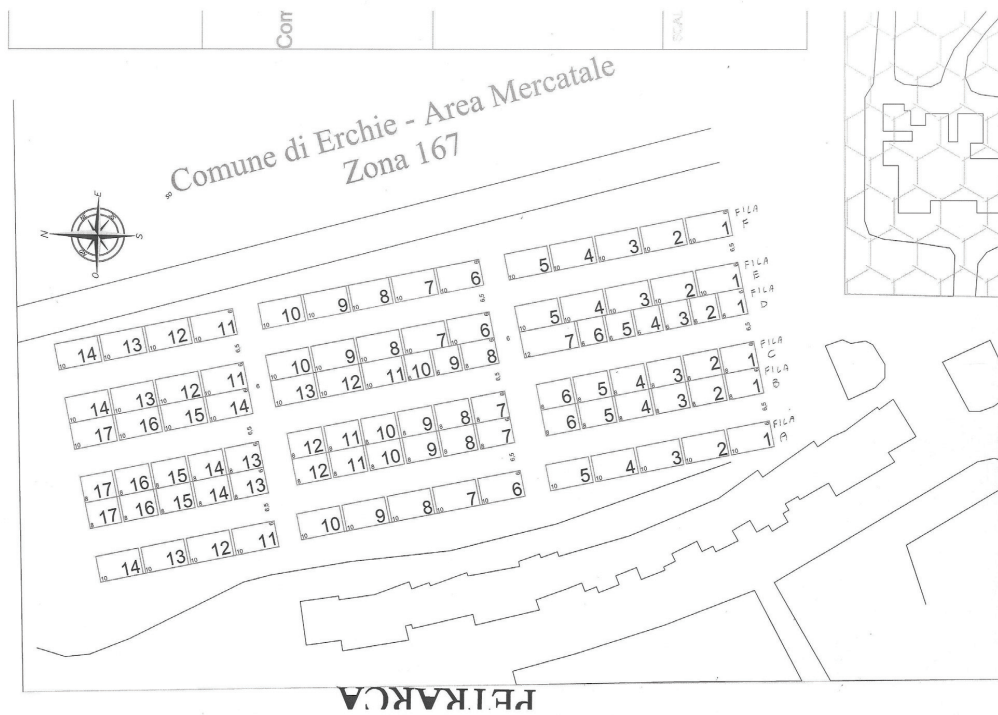 Com
Comune di Erchie - Area Mercatale
Zona 167
E
N
S
O
14 13 12 11 10 9 8 7 6 5 4 3 2 1 FILA F
14 13 12 11 10 9 8 7 6 5 4 3 2 1 FILA E
17 16 15 14 13 12 11 10 9 8 7 6 5 4 3 2 1 FILA D
17 16 15 14 13 12 11 10 9 8 7 6 5 4 3 2 1 FILA C
17 16 15 14 13 12 11 10 9 8 7 6 5 4 3 2 1 FILA B
14 13 12 11 10 9 8 7 6 5 4 3 2 1 FILA A
PETRARCA